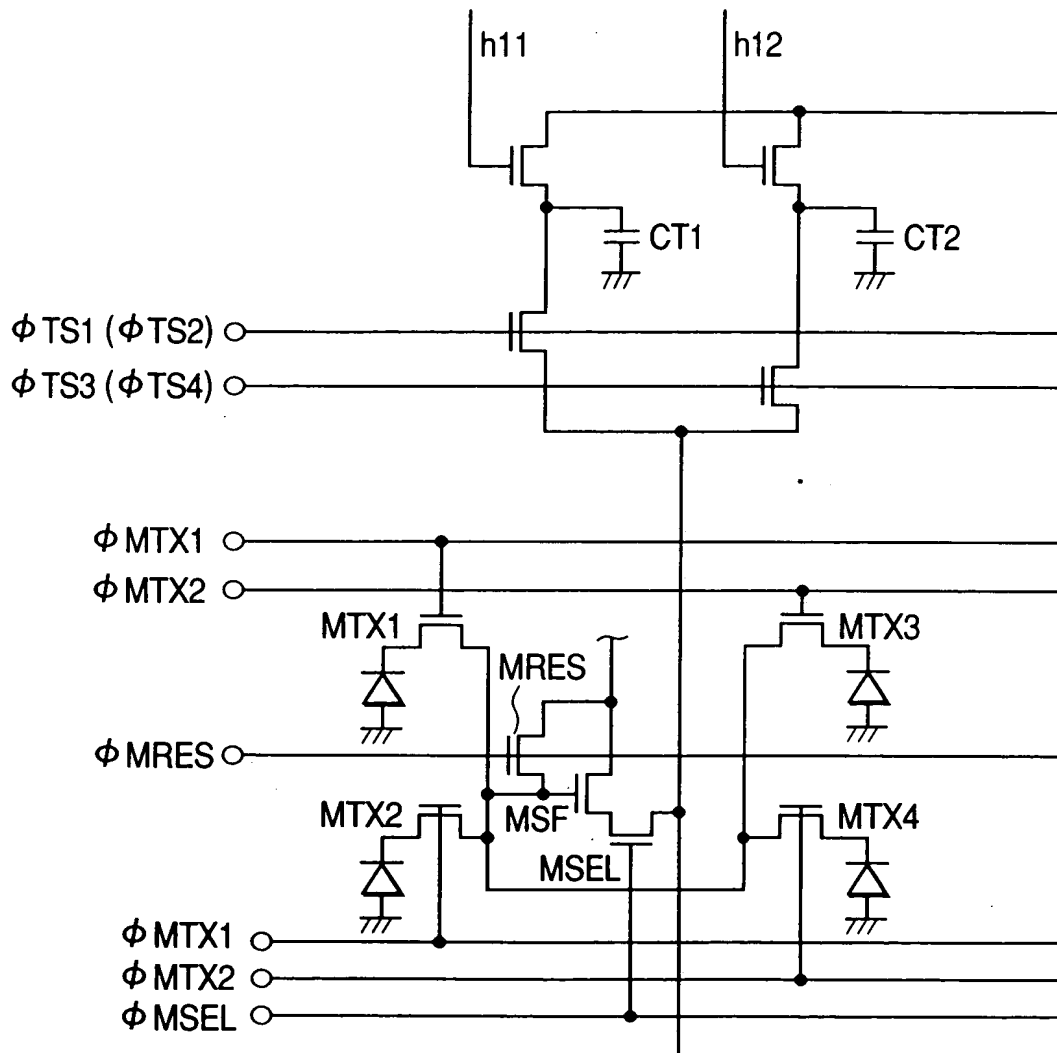 h11
h12
CT1
CT2
ϕTS1 (ϕTS2)
ϕTS3 (ϕTS4)
ϕMTX1
ϕMTX2
MTX1
MTX3
MRES
ϕMRES
MTX2
MSF
MTX4
MSEL
ϕMTX1
ϕMTX2
ϕMSEL